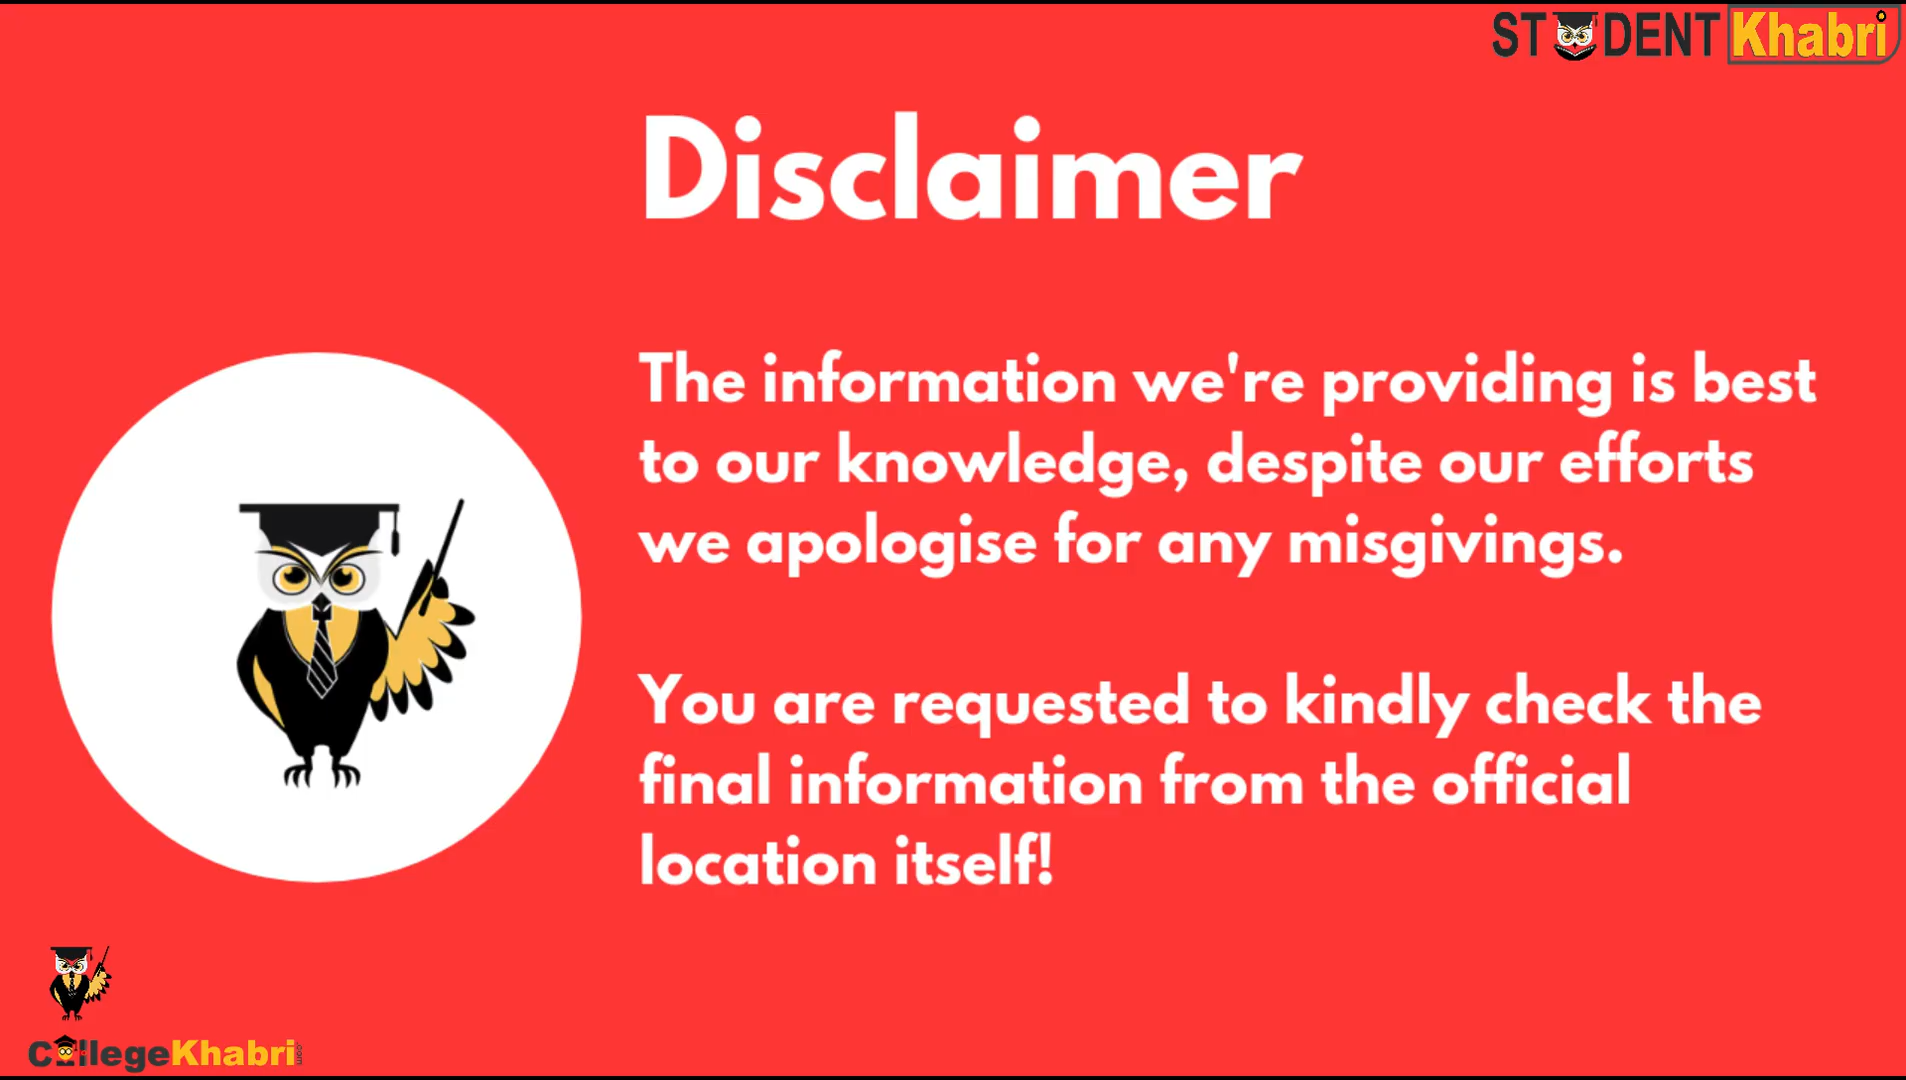 STUDENT Khabri
Disclaimer
The information we're providing is best
to our knowledge, despite our efforts
we apologise for any misgivings.
You are requested to kindly check the
final information from the official
location itself!
CollegeKhabri.com